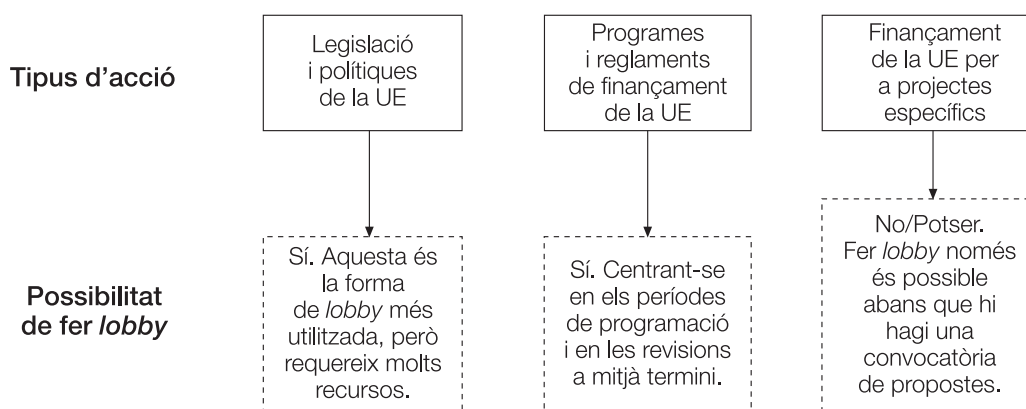 Tipus d’acció
Legislació
i polítiques
de la UE
Programes
i reglaments
de finançament
de la UE
Finançament
de la UE per
a projectes
específics
Possibilitat
de fer lobby
Sí. Aquesta és
la forma
de lobby més
utilitzada, però
requereix molts
recursos.
Sí. Centrant-se
en els períodes
de programació
i en les revisions
a mitjà termini.
No/Potser.
Fer lobby només
és possible
abans que hi
hagi una
convocatòria
de propostes.